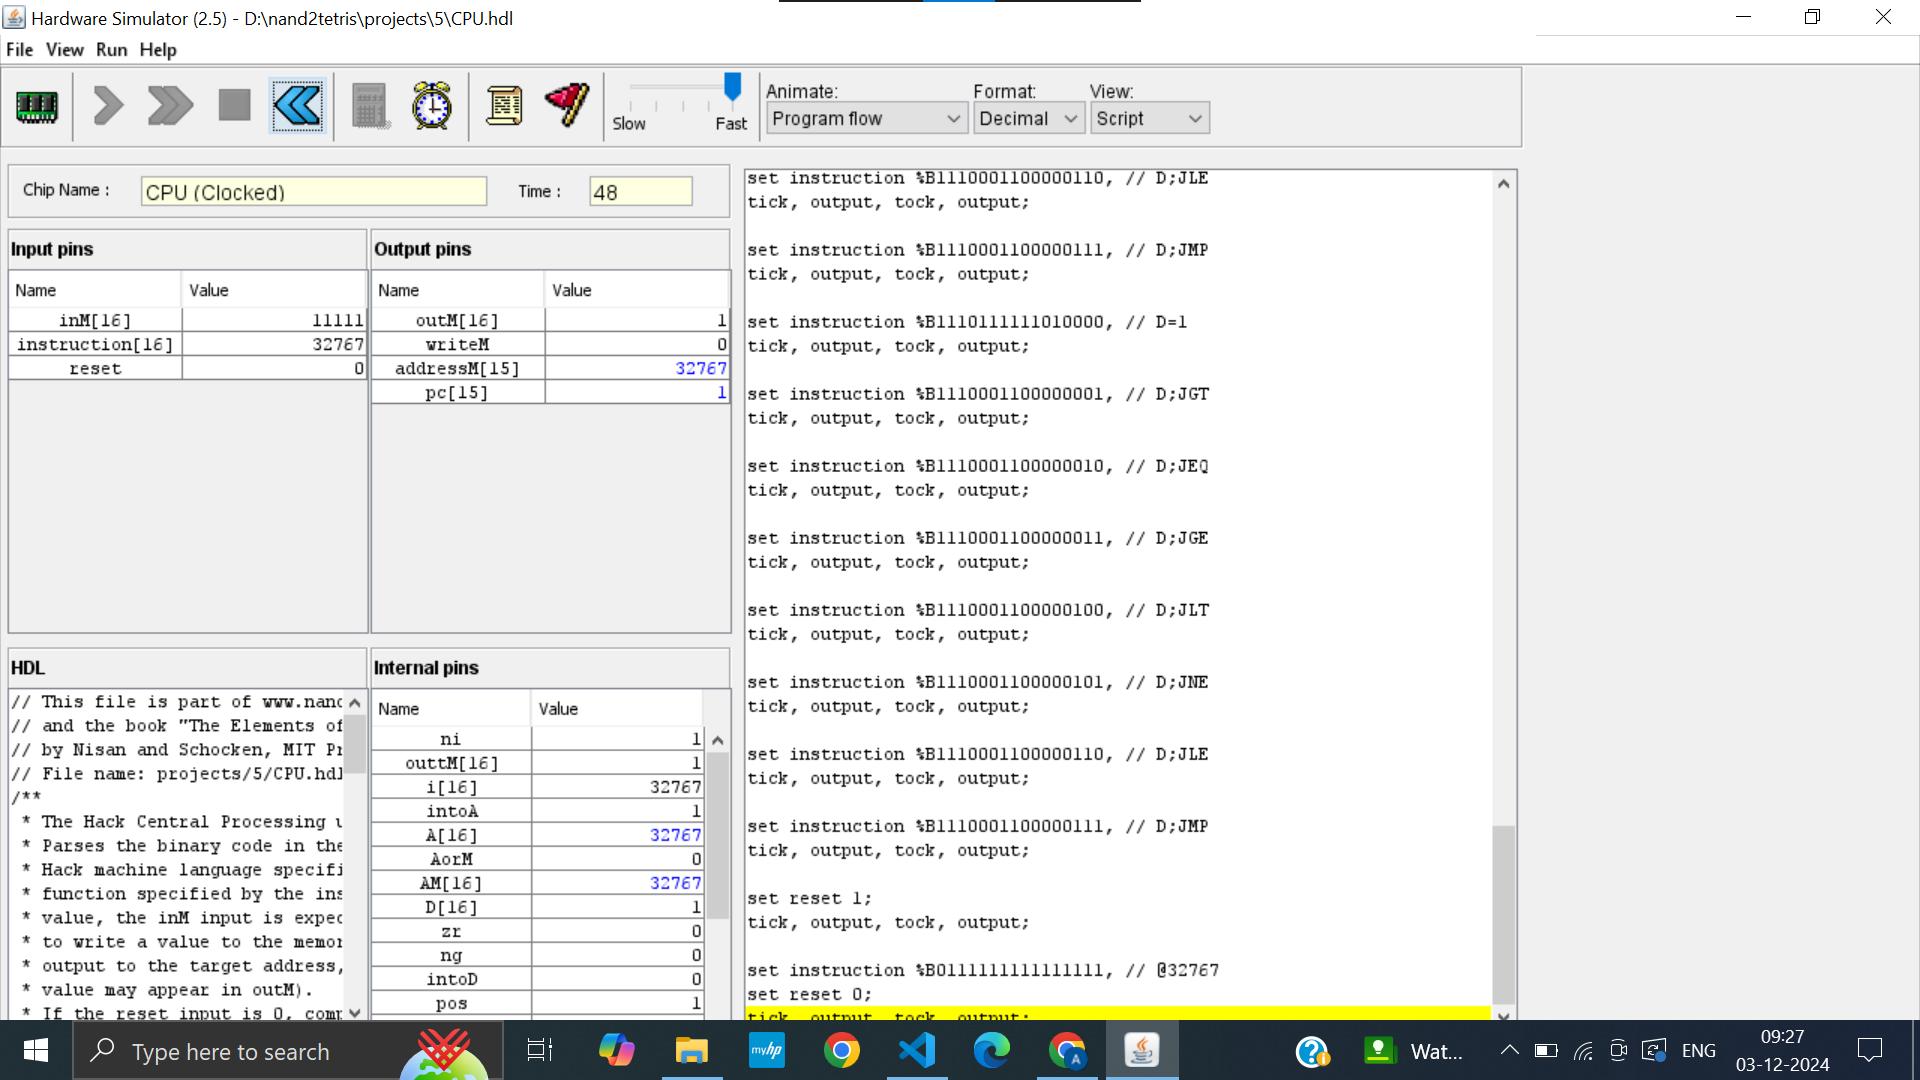 Hardware Simulator (2.5) - D:\nand2tetris\projects\5\CPU.hdl
File View Run Help
Slow Fast
Animate:
Program flow
Format:
Decimal
View:
Script
Chip Name :
CPU (Clocked)
Time :
48
Input pins
Name Value
inM[16] 11111
instruction[16] 32767
reset 0
Output pins
Name Value
outM[16] 1
writeM 0
addressM[15] 32767
pc[15] 1
HDL
// This file is part of www.nand
// and the book "The Elements of
// by Nisan and Schocken, MIT Pr
// File name: projects/5/CPU.hdl
/**
* The Hack Central Processing u
* Parses the binary code in the
* Hack machine language specifi
* function specified by the ins
* value, the inM input is expec
* to write a value to the memor
* output to the target address,
* value may appear in outM).
* If the reset input is 0, comp
Internal pins
Name Value
ni 1
outtM[16] 1
i[16] 32767
intoA 1
A[16] 32767
AorM 0
AM[16] 32767
D[16] 1
zr 0
ng 0
intoD 0
pos 1
set instruction %B1110001100000110, // D;JLE
tick, output, tock, output;
set instruction %B1110001100000111, // D;JMP
tick, output, tock, output;
set instruction %B1110111111010000, // D=1
tick, output, tock, output;
set instruction %B1110001100000001, // D;JGT
tick, output, tock, output;
set instruction %B1110001100000010, // D;JEQ
tick, output, tock, output;
set instruction %B1110001100000011, // D;JGE
tick, output, tock, output;
set instruction %B1110001100000100, // D;JLT
tick, output, tock, output;
set instruction %B1110001100000101, // D;JNE
tick, output, tock, output;
set instruction %B1110001100000110, // D;JLE
tick, output, tock, output;
set instruction %B1110001100000111, // D;JMP
tick, output, tock, output;
set reset 1;
tick, output, tock, output;
set instruction %B0111111111111111, // @32767
set reset 0;
tick, output, tock, output;
Type here to search
myhp
A
Wat...
ENG
09:27
03-12-2024